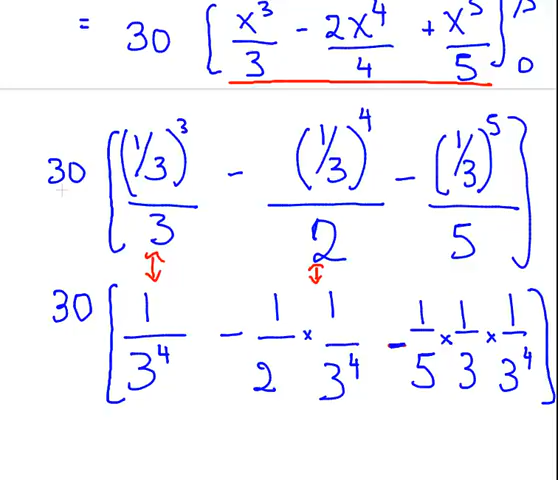 = 30 [ x³/3 - 2x⁴/4 + x⁵/5 ]₀
30 [ (1/3)³/3 - (1/3)⁴/2 - (1/3)⁵/5 ]
30 [ 1/3⁴ - 1/2 × 1/3⁴ - 1/5 × 1/3 × 1/3⁴ ]